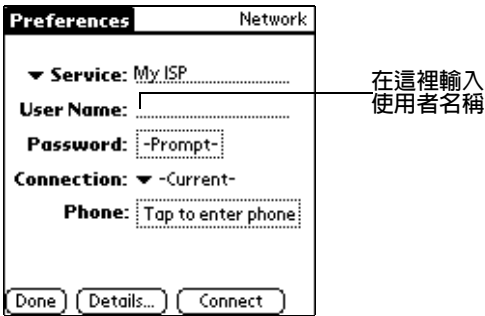 Preferences Network
Service: My ISP
User Name:
在這裡輸入
使用者名稱
Password: -Prompt-
Connection: -Current-
Phone: Tap to enter phone
Done Details... Connect